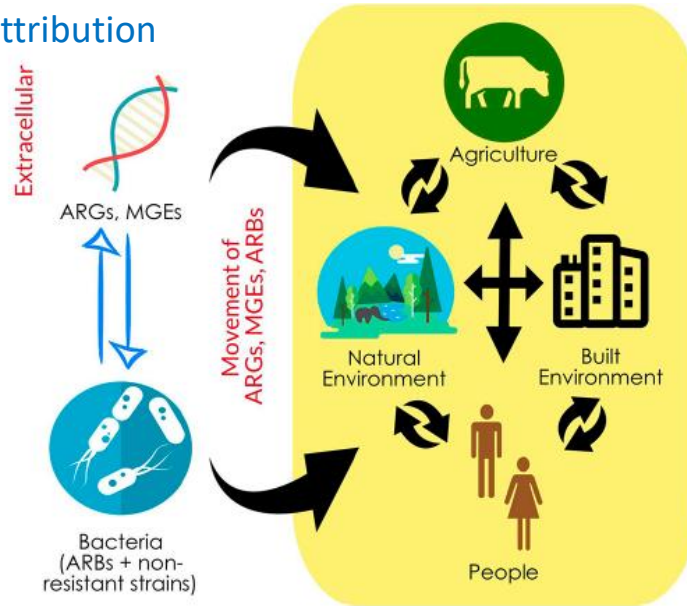 ttribution
Extracellular
ARGs, MGEs
Movement of
ARGs, MGEs, ARBs
Bacteria
(ARBs + non-
resistant strains)
Agriculture
Natural
Environment
Built
Environment
People